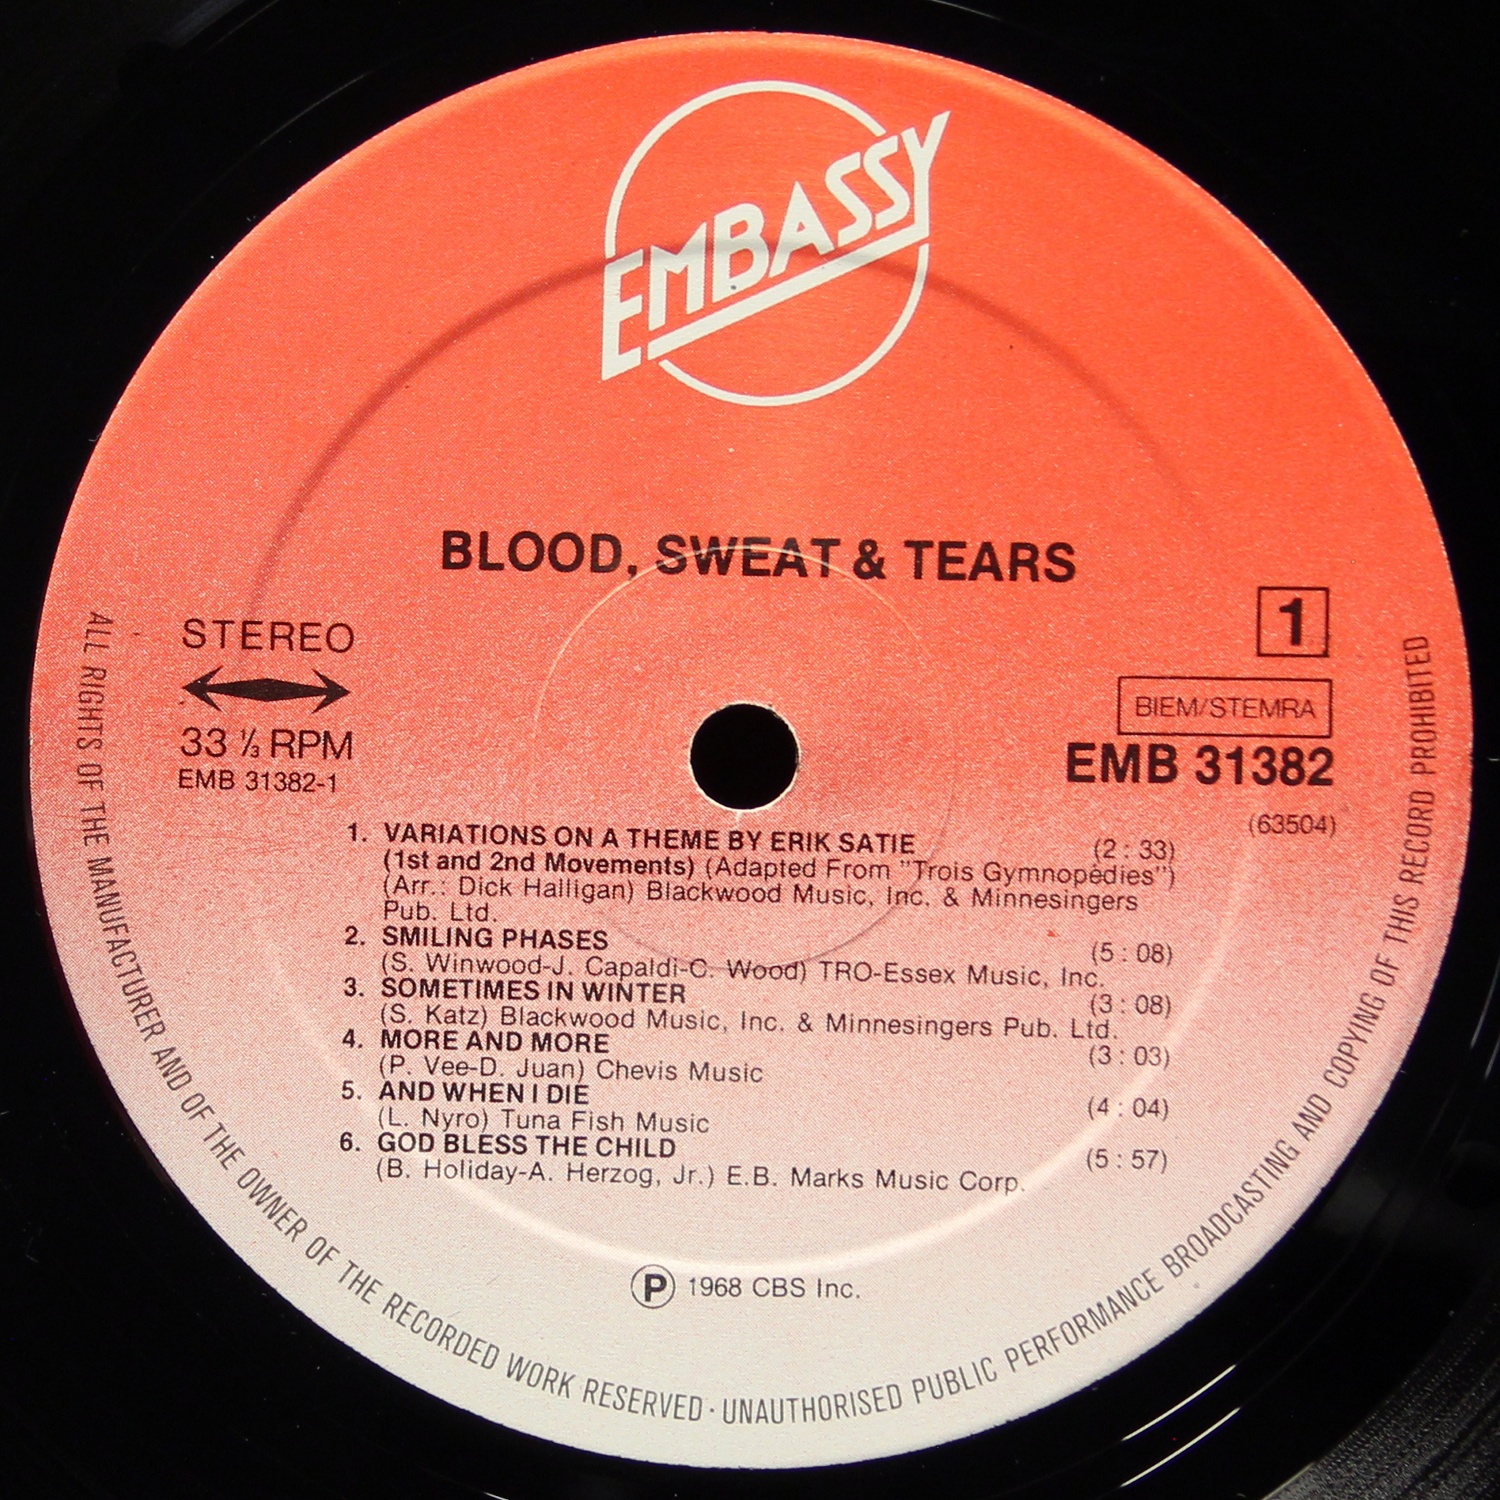 EMBASSY
BLOOD, SWEAT & TEARS
STEREO
33 ⅓ RPM
EMB 31382-1
1
BIEM/STEMRA
EMB 31382
(63504)
1. VARIATIONS ON A THEME BY ERIK SATIE (2 : 33)
(1st and 2nd Movements) (Adapted From "Trois Gymnopédies")
(Arr.: Dick Halligan) Blackwood Music, Inc. & Minnesingers
Pub. Ltd.
2. SMILING PHASES (5 : 08)
(S. Winwood-J. Capaldi-C. Wood) TRO-Essex Music, Inc.
3. SOMETIMES IN WINTER (3 : 08)
(S. Katz) Blackwood Music, Inc. & Minnesingers Pub. Ltd.
4. MORE AND MORE (3 : 03)
(P. Vee-D. Juan) Chevis Music
5. AND WHEN I DIE (4 : 04)
(L. Nyro) Tuna Fish Music
6. GOD BLESS THE CHILD (5 : 57)
(B. Holiday-A. Herzog, Jr.) E.B. Marks Music Corp.
Ⓟ 1968 CBS Inc.
ALL RIGHTS OF THE MANUFACTURER AND OF THE OWNER OF THE RECORDED WORK RESERVED · UNAUTHORISED PUBLIC PERFORMANCE BROADCASTING AND COPYING OF THIS RECORD PROHIBITED